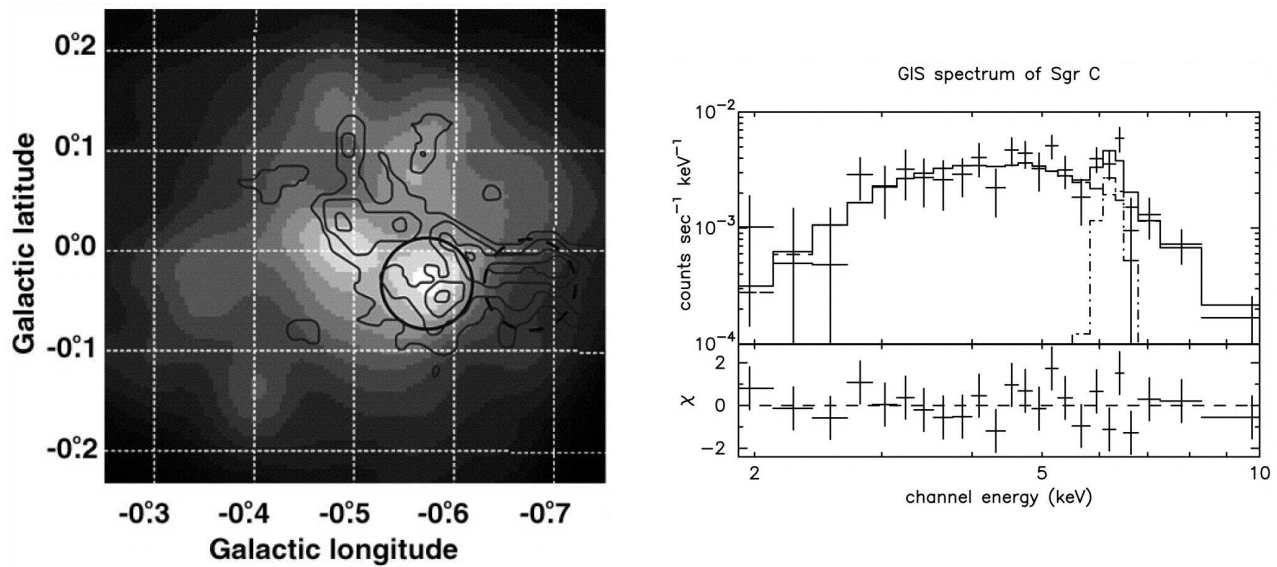 Galactic latitude
0°.2
0°.1
0°.0
-0°.1
-0°.2
-0°.3 -0°.4 -0°.5 -0°.6 -0°.7
Galactic longitude
GIS spectrum of Sgr C
counts sec⁻¹ keV⁻¹
10⁻²
10⁻³
10⁻⁴
χ
2
0
-2
2 5 10
channel energy (keV)